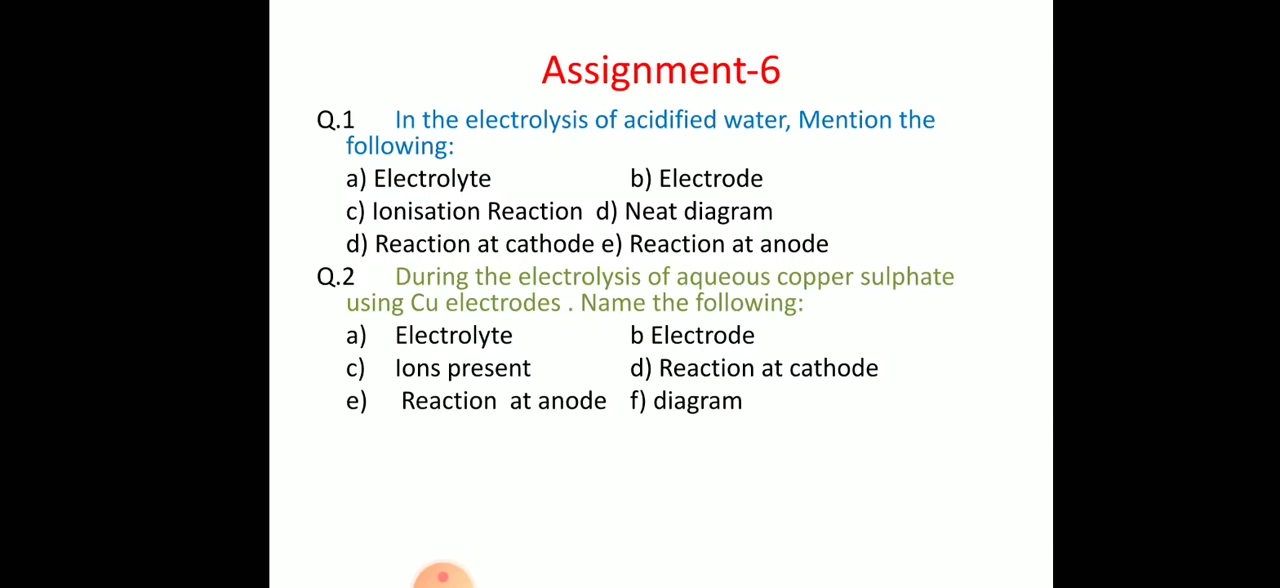 Assignment-6
Q.1 In the electrolysis of acidified water, Mention the
following:
a) Electrolyte b) Electrode
c) Ionisation Reaction d) Neat diagram
d) Reaction at cathode e) Reaction at anode
Q.2 During the electrolysis of aqueous copper sulphate
using Cu electrodes . Name the following:
a) Electrolyte b Electrode
c) Ions present d) Reaction at cathode
e) Reaction at anode f) diagram